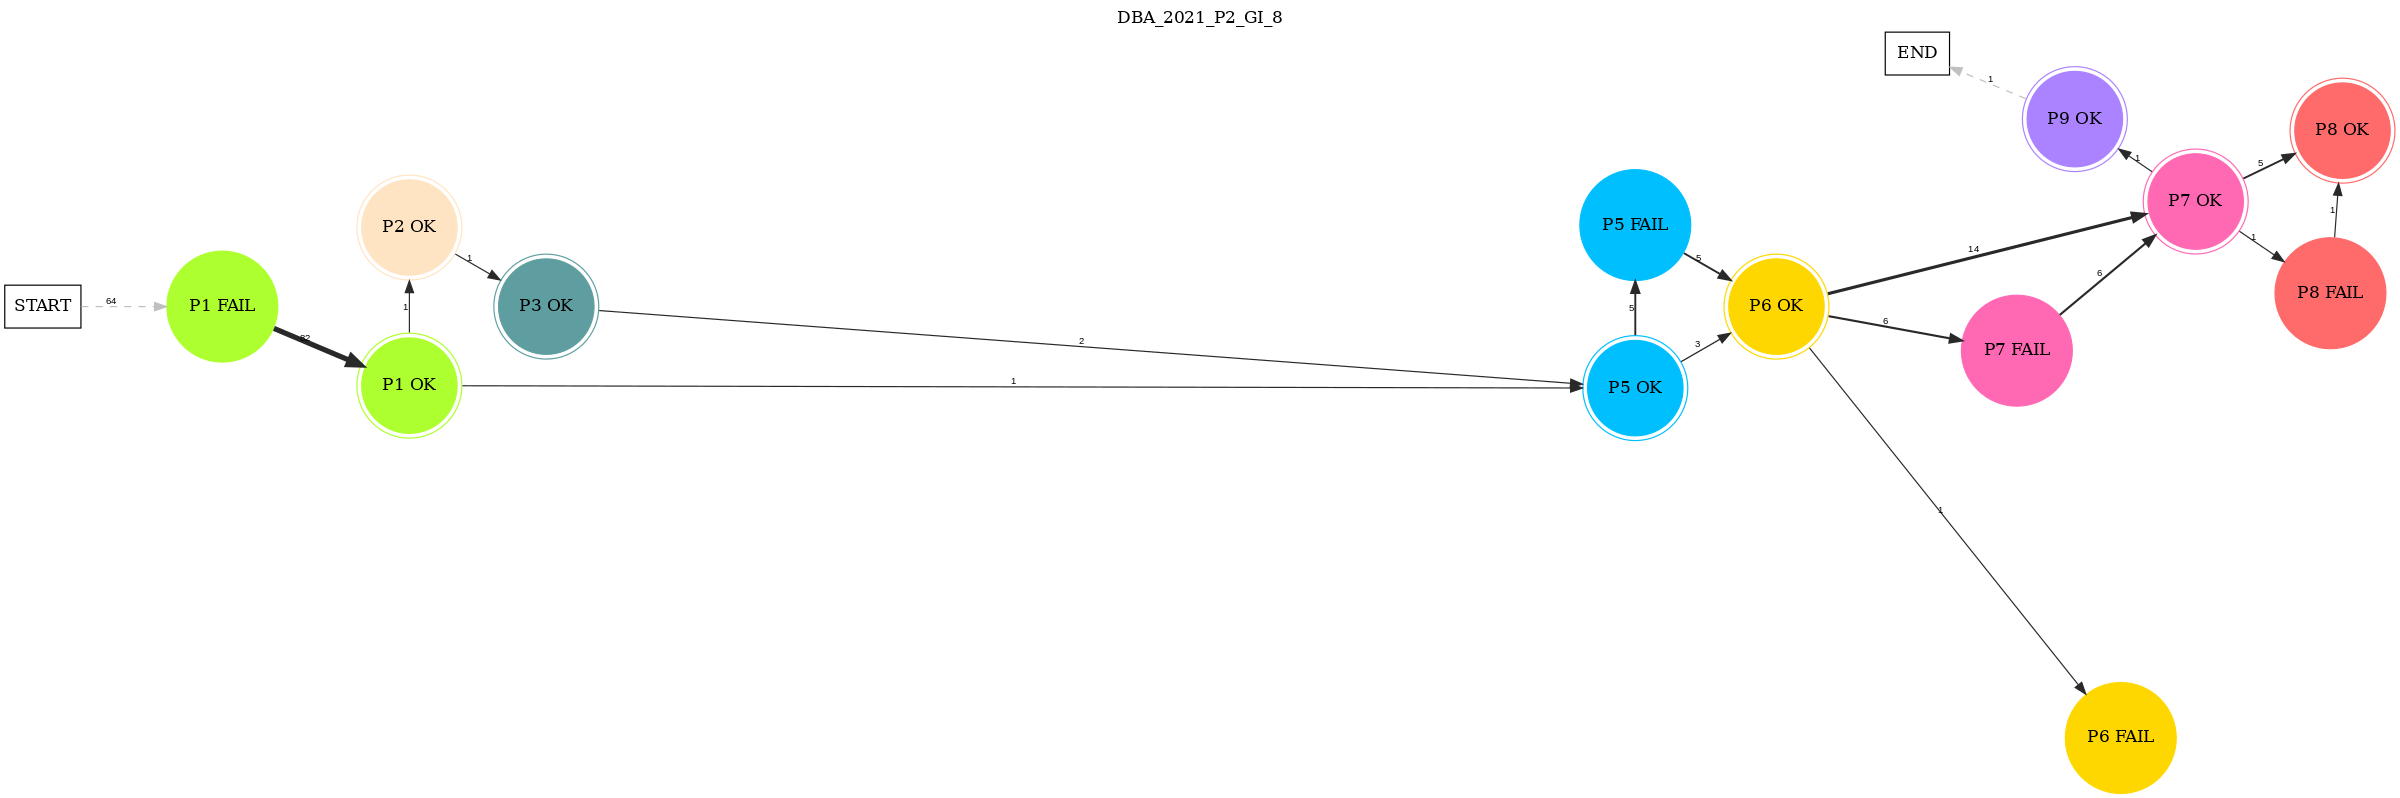 DBA_2021_P2_GI_8
END
1
P9 OK
P8 OK
1
5
P7 OK
P2 OK
P5 FAIL
1
1
14
1
5
6
START
64
P1 FAIL
1
P3 OK
5
P6 OK
P8 FAIL
2
3
6
P7 FAIL
P1 OK
1
P5 OK
1
P6 FAIL